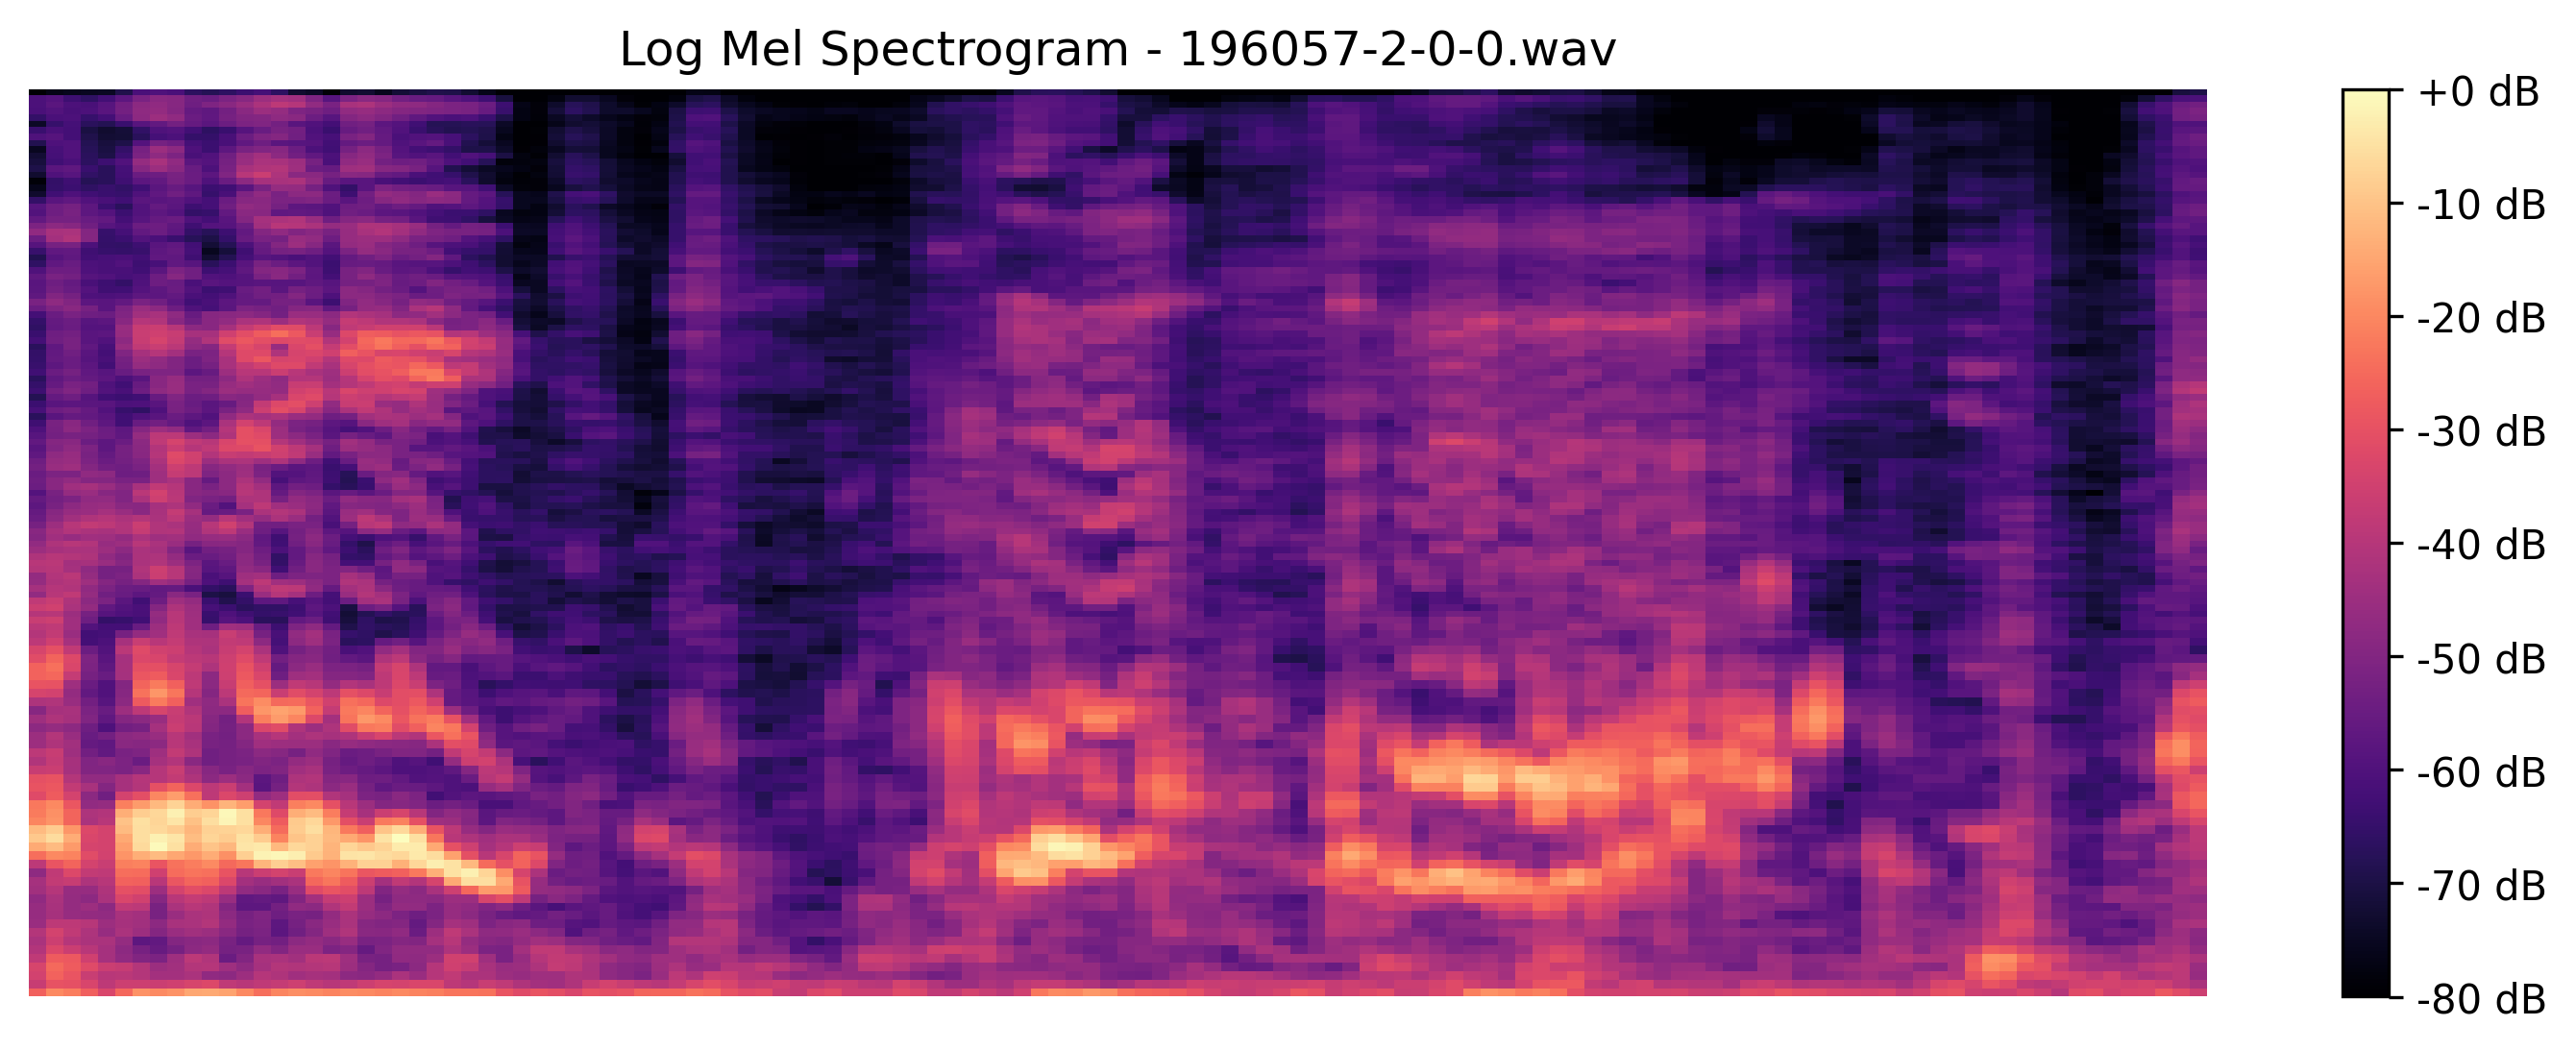 Log Mel Spectrogram - 196057-2-0-0.wav
+0 dB
-10 dB
-20 dB
-30 dB
-40 dB
-50 dB
-60 dB
-70 dB
-80 dB